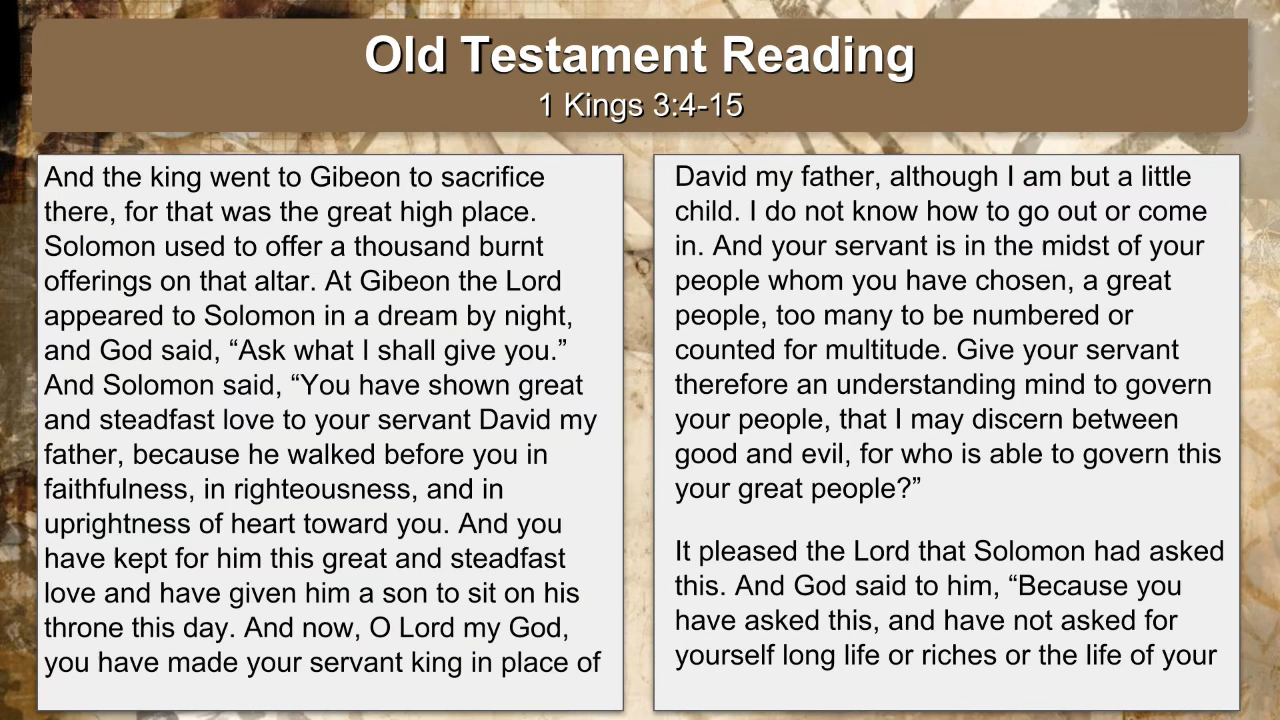 Old Testament Reading
1 Kings 3:4-15
And the king went to Gibeon to sacrifice
there, for that was the great high place.
Solomon used to offer a thousand burnt
offerings on that altar. At Gibeon the Lord
appeared to Solomon in a dream by night,
and God said, “Ask what I shall give you.”
And Solomon said, “You have shown great
and steadfast love to your servant David my
father, because he walked before you in
faithfulness, in righteousness, and in
uprightness of heart toward you. And you
have kept for him this great and steadfast
love and have given him a son to sit on his
throne this day. And now, O Lord my God,
you have made your servant king in place of
David my father, although I am but a little
child. I do not know how to go out or come
in. And your servant is in the midst of your
people whom you have chosen, a great
people, too many to be numbered or
counted for multitude. Give your servant
therefore an understanding mind to govern
your people, that I may discern between
good and evil, for who is able to govern this
your great people?”
It pleased the Lord that Solomon had asked
this. And God said to him, “Because you
have asked this, and have not asked for
yourself long life or riches or the life of your